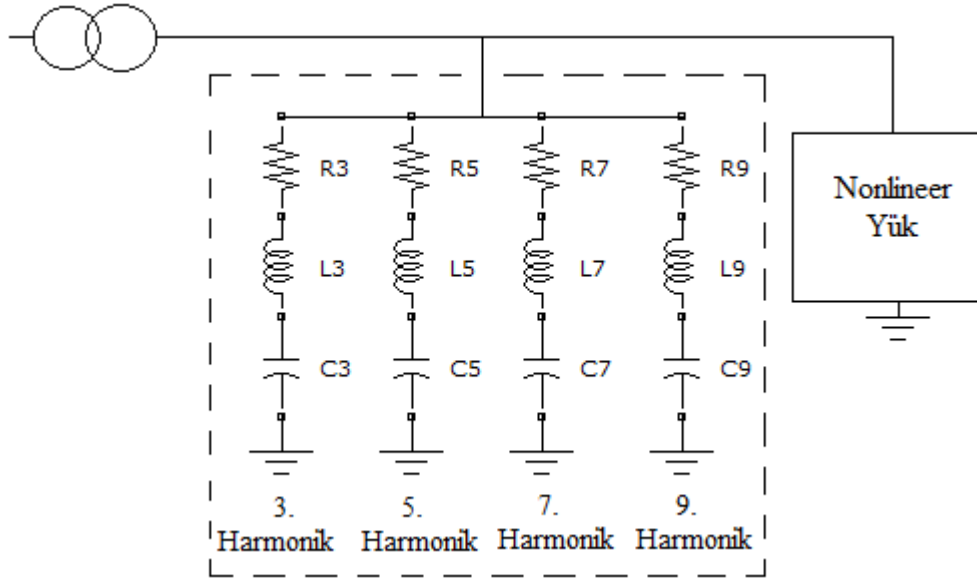 R3
R5
R7
R9
L3
L5
L7
L9
C3
C5
C7
C9
Nonlineer
Yük
3.
Harmonik
5.
Harmonik
7.
Harmonik
9.
Harmonik